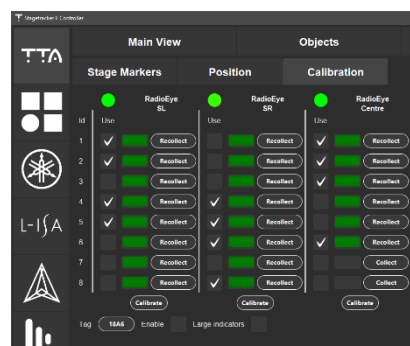 Stagetracker II Controller
TTA
Main View Objects
Stage Markers Position Calibration
RadioEye SL RadioEye SR RadioEye Centre
Id Use Use Use
1 Recollect Recollect Recollect
2 Recollect Recollect Recollect
3 Recollect Recollect Recollect
4 Recollect Recollect Recollect
5 Recollect Recollect Recollect
L-ISA
6 Recollect Recollect Recollect
7 Recollect Recollect Collect
8 Recollect Recollect Collect
Calibrate Calibrate Calibrate
Tag 18A6 Enable Large indicators